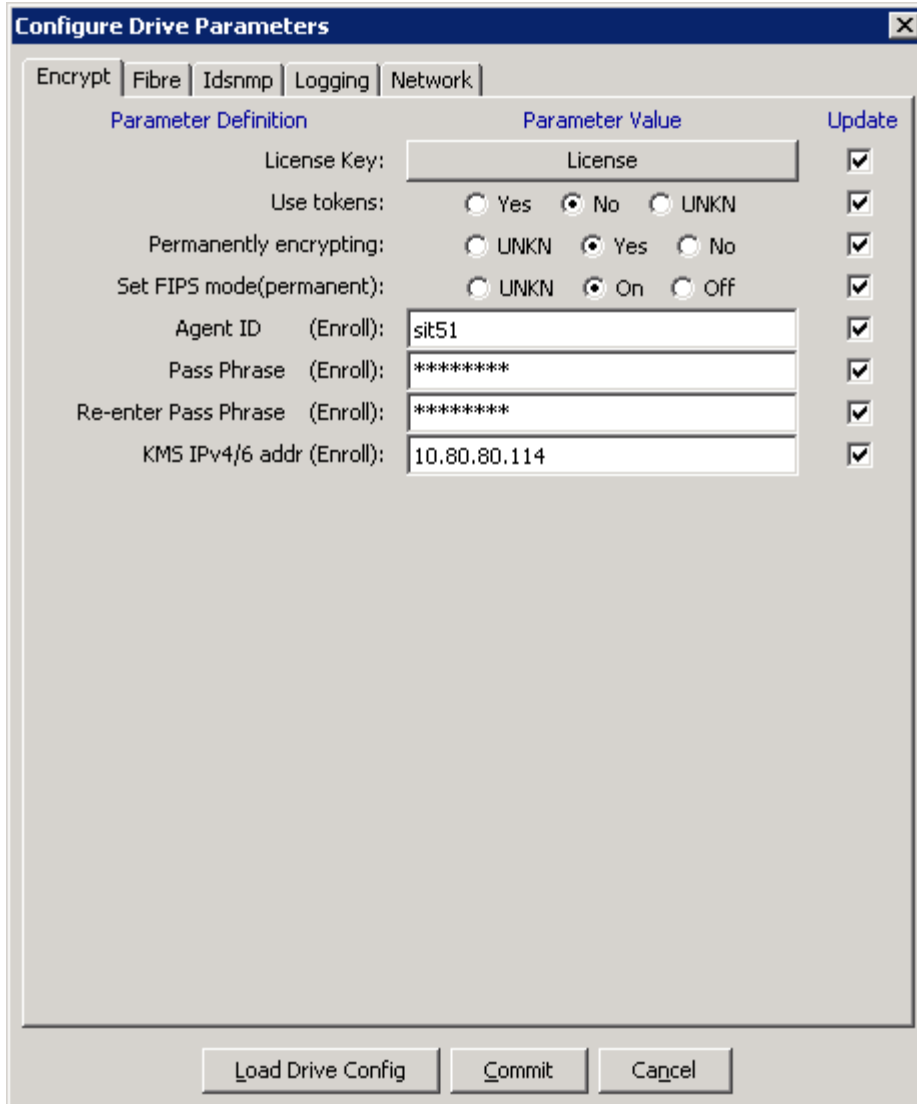 Configure Drive Parameters
Encrypt Fibre Idsnmp Logging Network
Parameter Definition Parameter Value Update
License Key: License
Use tokens: Yes No UNKN
Permanently encrypting: UNKN Yes No
Set FIPS mode(permanent): UNKN On Off
Agent ID (Enroll): sit51
Pass Phrase (Enroll): ********
Re-enter Pass Phrase (Enroll): ********
KMS IPv4/6 addr (Enroll): 10.80.80.114
Load Drive Config Commit Cancel